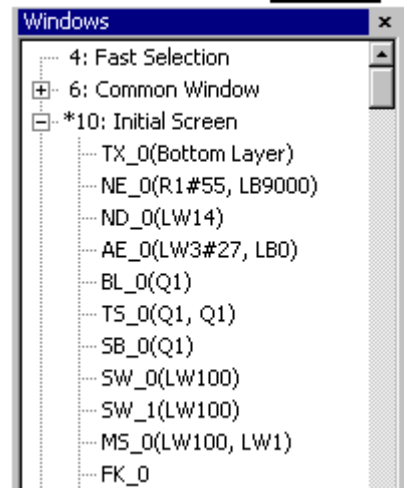 Windows
4: Fast Selection
6: Common Window
*10: Initial Screen
TX_0(Bottom Layer)
NE_0(R1#55, LB9000)
ND_0(LW14)
AE_0(LW3#27, LB0)
BL_0(Q1)
TS_0(Q1, Q1)
SB_0(Q1)
SW_0(LW100)
SW_1(LW100)
MS_0(LW100, LW1)
FK_0